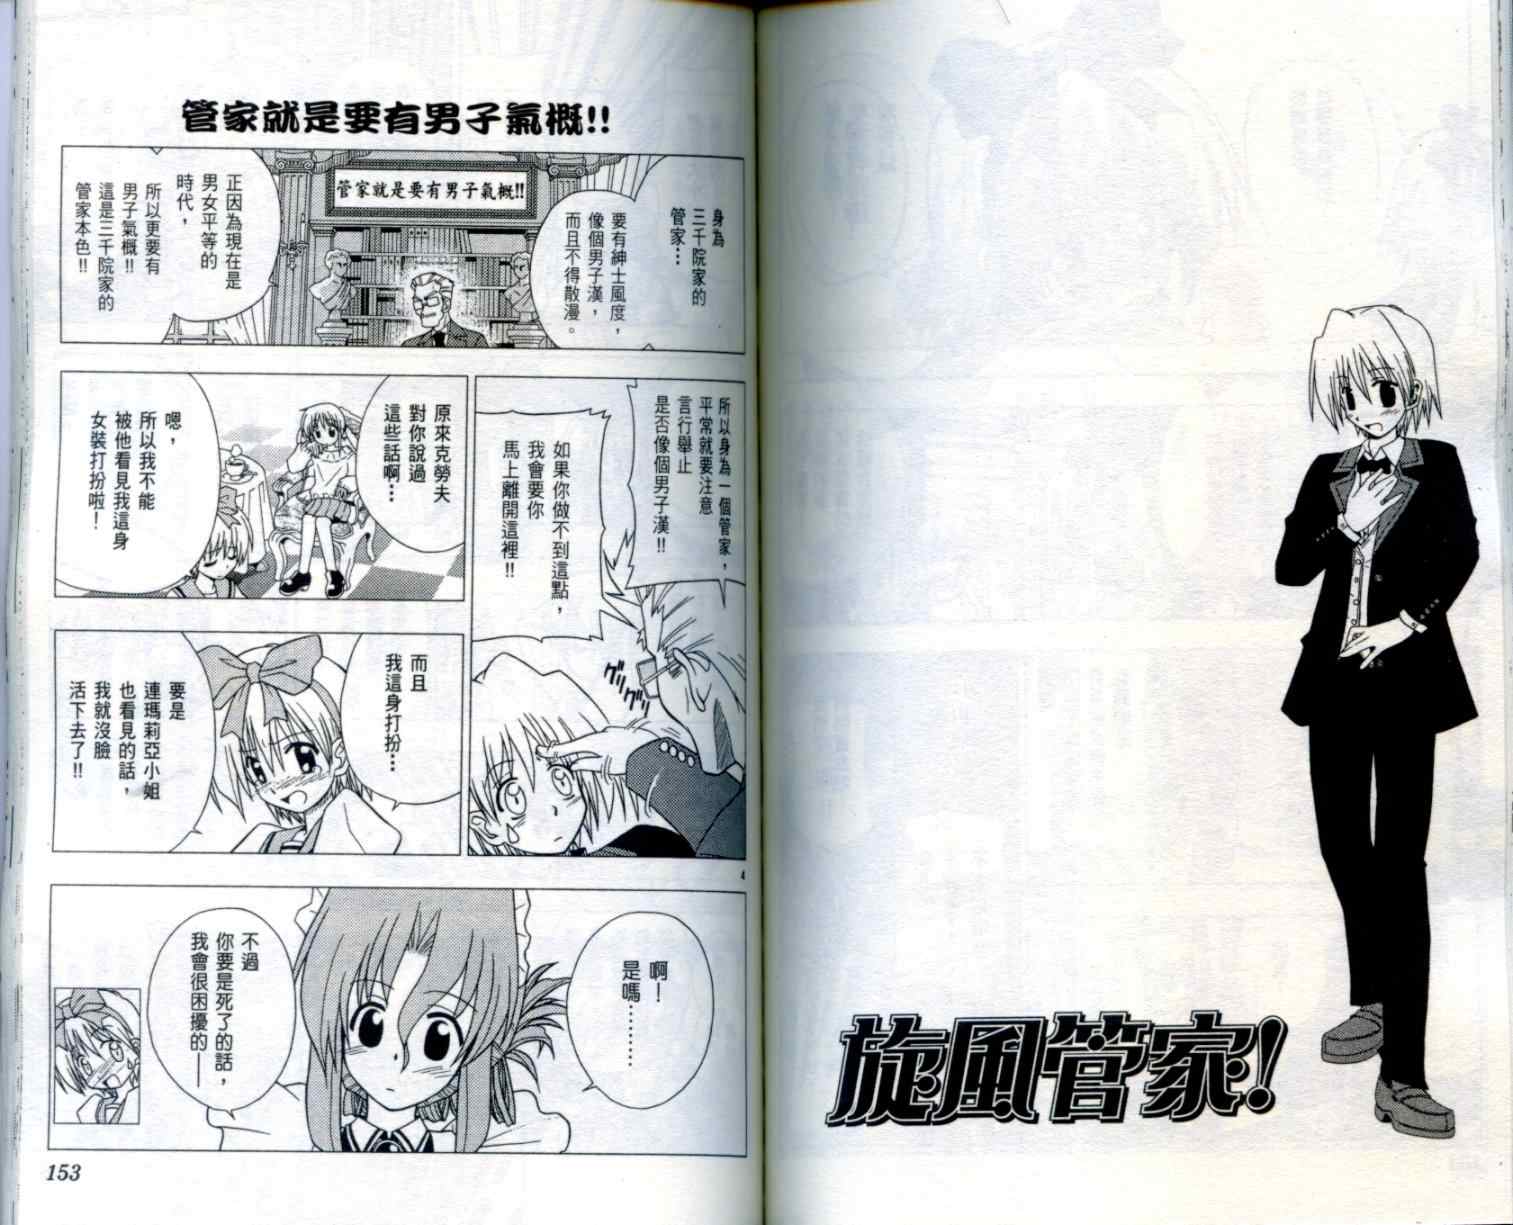 旋風管家!
管家就是要有男子氣概!!
管家就是要有男子氣概!!
身為
三千院家的
管家…
要有紳士風度，
像個男子漢，
而且不得散漫。
正因為現在是
男女平等的
時代，
所以更要有
男子氣概!!
這是三千院家的
管家本色!!
所以身為一個管家，
平常就要注意
言行舉止
是否像個男子漢!!
如果你做不到這點，
我會要你
馬上離開這裡!!
グリグリ
原來克勞夫
對你說過
這些話啊…
嗯，
所以我不能
被他看見我這身
女裝打扮啦！
而且
我這身打扮…
要是
連瑪莉亞小姐
也看見的話，
我就沒臉
活下去了!!
4
啊！
是嗎………
不過
你要是死了的話，
我會很困擾的──
153